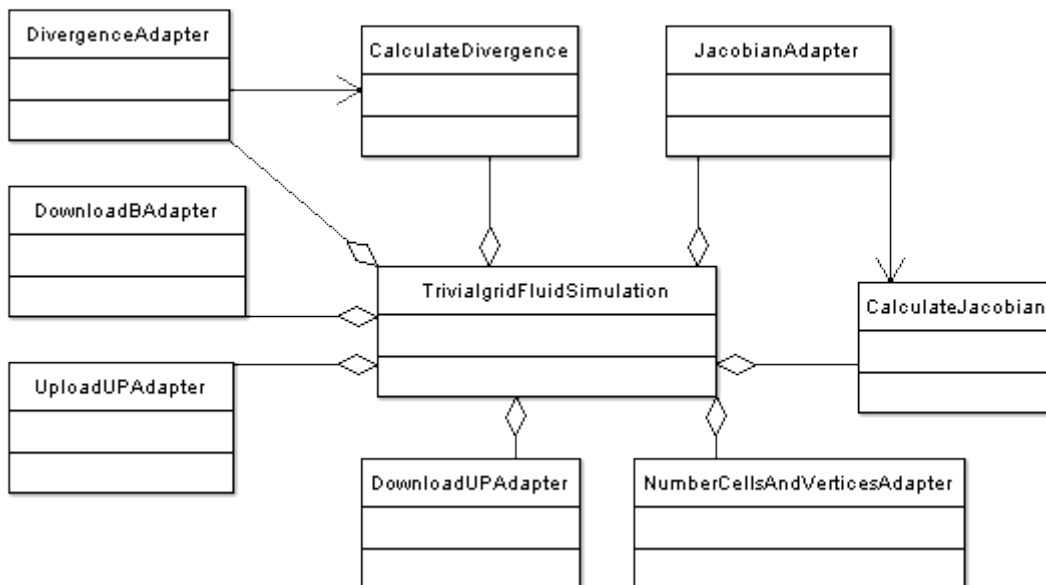 DivergenceAdapter
CalculateDivergence
JacobianAdapter
DownloadBAdapter
TrivialgridFluidSimulation
CalculateJacobian
UploadUPAdapter
DownloadUPAdapter
NumberCellsAndVerticesAdapter